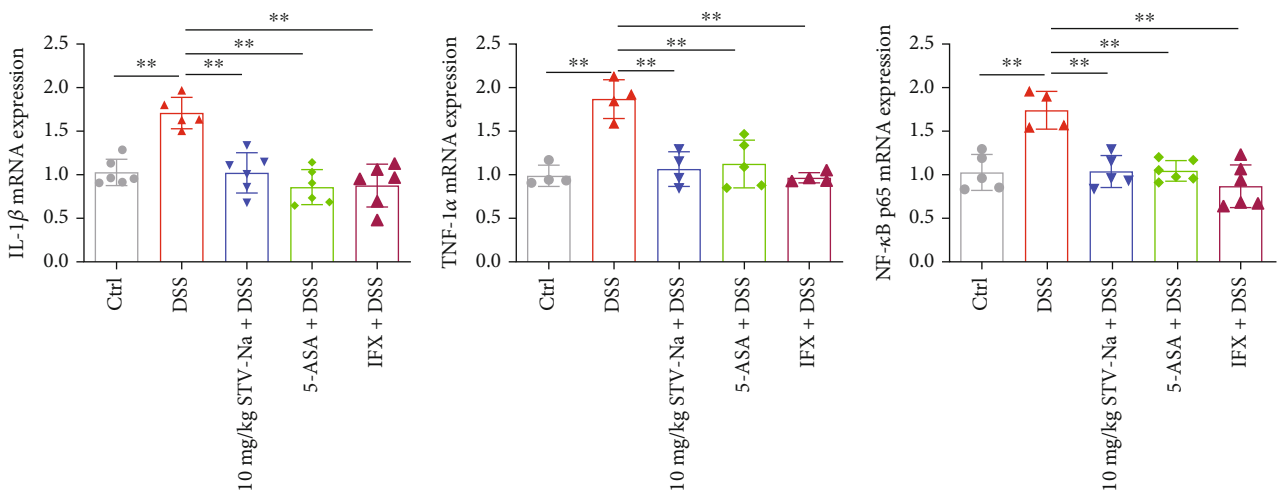 IL-1β mRNA expression
2.5
2.0
1.5
1.0
0.5
0.0
**
**
**
**
Ctrl
DSS
10 mg/kg STV-Na + DSS
5-ASA + DSS
IFX + DSS
TNF-1α mRNA expression
2.5
2.0
1.5
1.0
0.5
0.0
**
**
**
**
Ctrl
DSS
10 mg/kg STV-Na + DSS
5-ASA + DSS
IFX + DSS
NF-κB p65 mRNA expression
2.5
2.0
1.5
1.0
0.5
0.0
**
**
**
**
Ctrl
DSS
10 mg/kg STV-Na + DSS
5-ASA + DSS
IFX + DSS